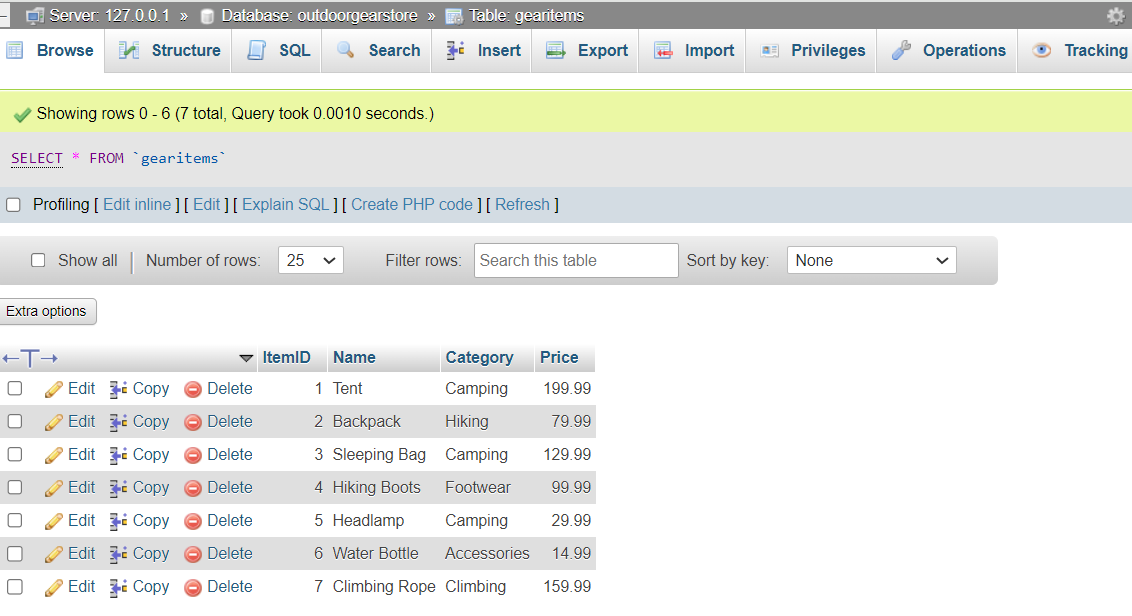 Server: 127.0.0.1 » Database: outdoorgearstore » Table: gearitems
Browse Structure SQL Search Insert Export Import Privileges Operations Tracking
Showing rows 0 - 6 (7 total, Query took 0.0010 seconds.)
SELECT * FROM `gearitems`
Profiling [ Edit inline ] [ Edit ] [ Explain SQL ] [ Create PHP code ] [ Refresh ]
Show all | Number of rows: 25 Filter rows: Search this table Sort by key: None
Extra options
←T→ ItemID Name Category Price
Edit Copy Delete 1 Tent Camping 199.99
Edit Copy Delete 2 Backpack Hiking 79.99
Edit Copy Delete 3 Sleeping Bag Camping 129.99
Edit Copy Delete 4 Hiking Boots Footwear 99.99
Edit Copy Delete 5 Headlamp Camping 29.99
Edit Copy Delete 6 Water Bottle Accessories 14.99
Edit Copy Delete 7 Climbing Rope Climbing 159.99